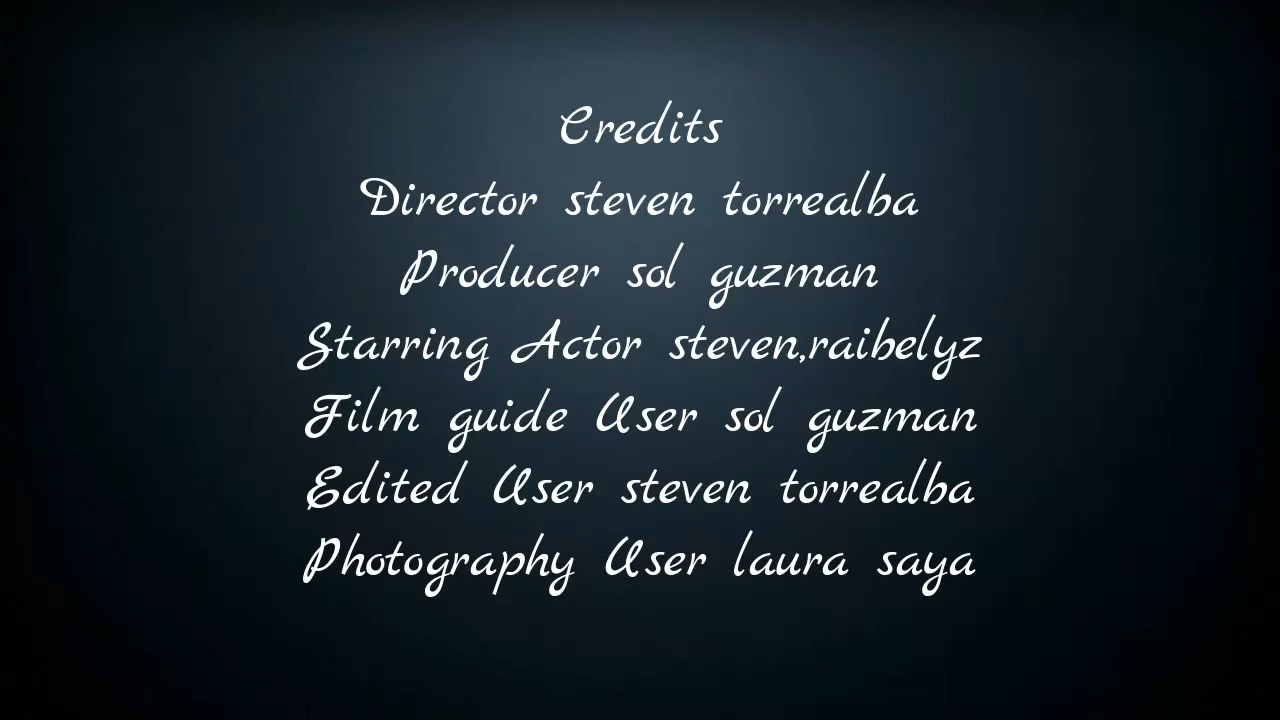 Credits
Director steven torrealba
Producer sol guzman
Starring Actor steven,raibelyz
Film guide User sol guzman
Edited User steven torrealba
Photography User laura saya